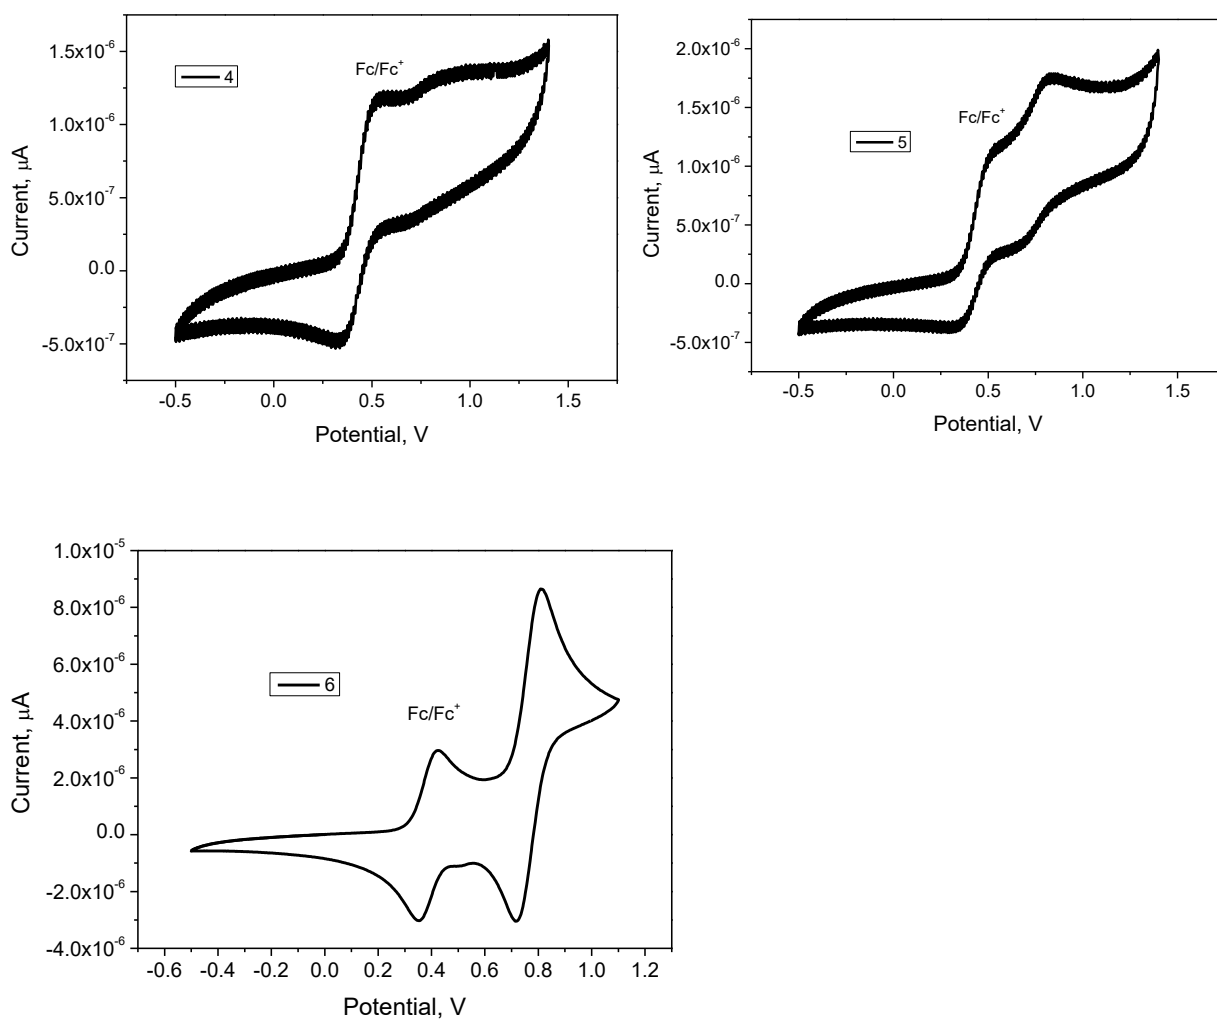 1.5x10⁻⁶
1.0x10⁻⁶
5.0x10⁻⁷
0.0
-5.0x10⁻⁷
Current, μA
4
Fc/Fc⁺
-0.5 0.0 0.5 1.0 1.5
Potential, V
2.0x10⁻⁶
1.5x10⁻⁶
1.0x10⁻⁶
5.0x10⁻⁷
0.0
-5.0x10⁻⁷
Current, μA
5
Fc/Fc⁺
-0.5 0.0 0.5 1.0 1.5
Potential, V
1.0x10⁻⁵
8.0x10⁻⁶
6.0x10⁻⁶
4.0x10⁻⁶
2.0x10⁻⁶
0.0
-2.0x10⁻⁶
-4.0x10⁻⁶
Current, μA
6
Fc/Fc⁺
-0.6 -0.4 -0.2 0.0 0.2 0.4 0.6 0.8 1.0 1.2
Potential, V